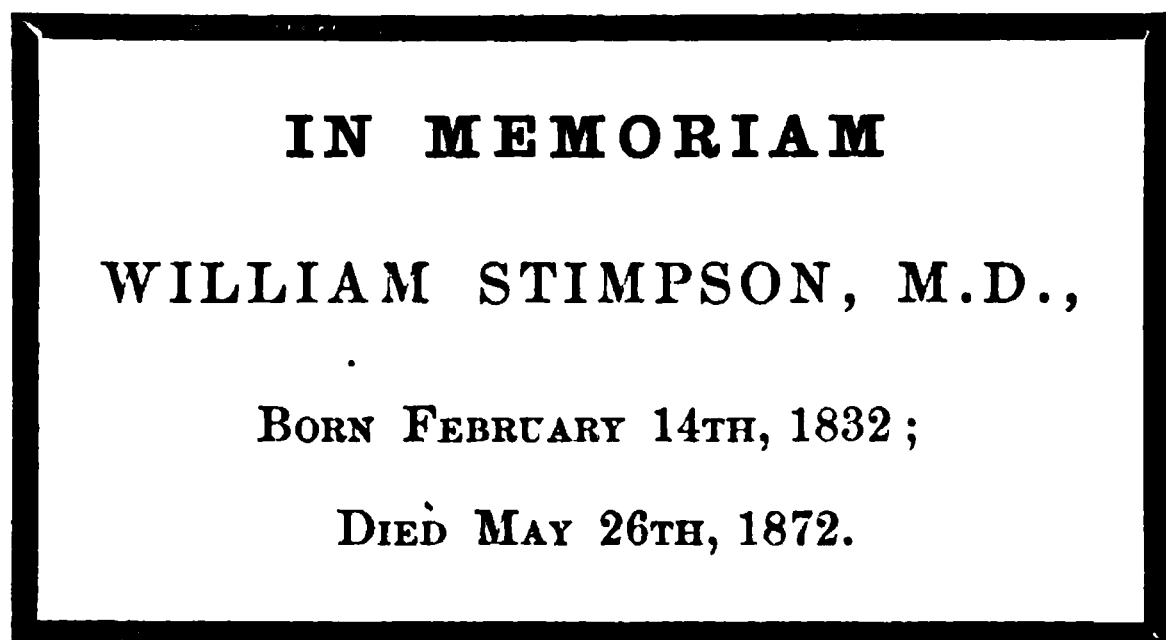 IN MEMORIAM
WILLIAM STIMPSON, M.D.,
BORN FEBRUARY 14TH, 1832;
DIED MAY 26TH, 1872.